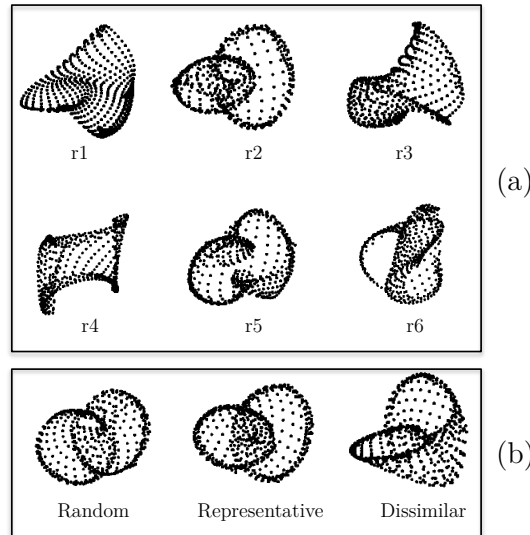 r1 r2 r3
(a)
r4 r5 r6
(b)
Random Representative Dissimilar